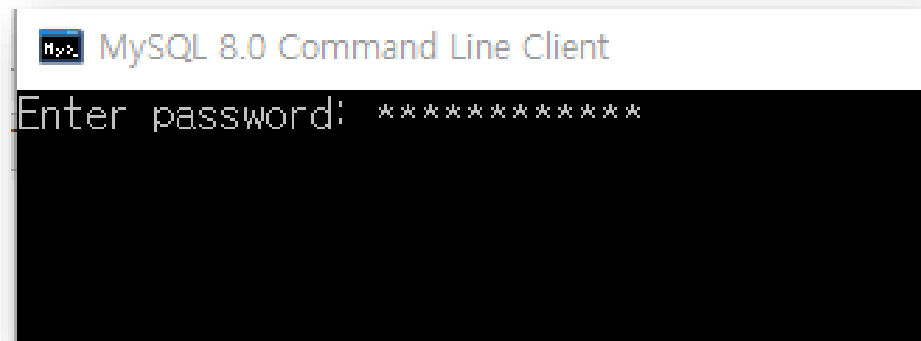 MySQL 8.0 Command Line Client
Enter password: ************